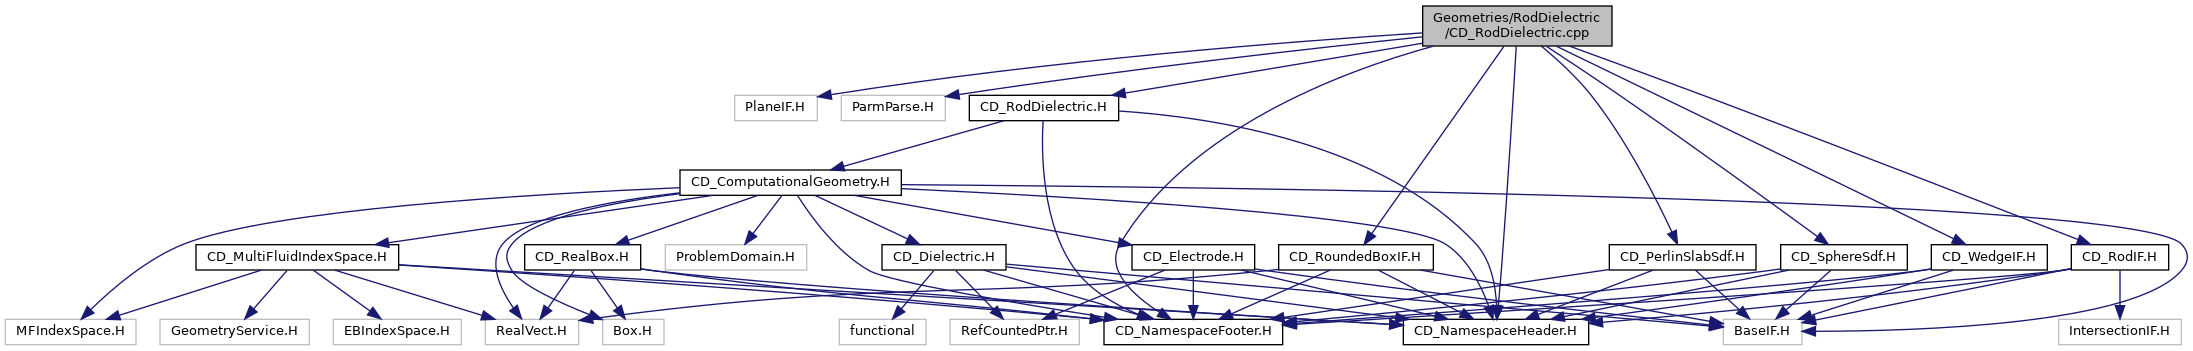 Geometries/RodDielectric
/CD_RodDielectric.cpp
PlaneIF.H
ParmParse.H
CD_RodDielectric.H
CD_ComputationalGeometry.H
CD_MultiFluidIndexSpace.H
CD_RealBox.H
ProblemDomain.H
CD_Dielectric.H
CD_Electrode.H
CD_RoundedBoxIF.H
CD_PerlinSlabSdf.H
CD_SphereSdf.H
CD_WedgeIF.H
CD_RodIF.H
MFIndexSpace.H
GeometryService.H
EBIndexSpace.H
RealVect.H
Box.H
functional
RefCountedPtr.H
CD_NamespaceFooter.H
CD_NamespaceHeader.H
BaseIF.H
IntersectionIF.H